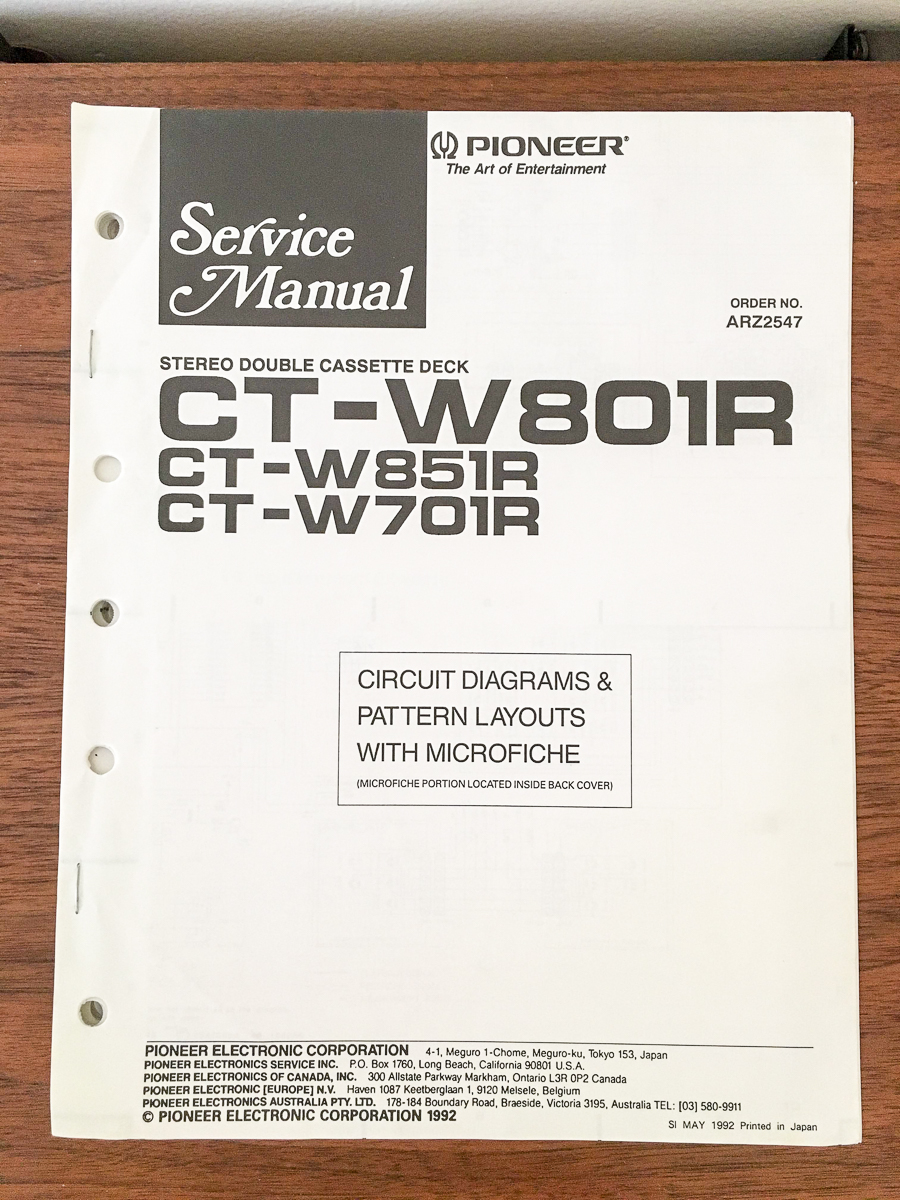 PIONEER®
The Art of Entertainment
Service
Manual
ORDER NO.
ARZ2547
STEREO DOUBLE CASSETTE DECK
CT-W801R
CT-W851R
CT-W701R
CIRCUIT DIAGRAMS &
PATTERN LAYOUTS
WITH MICROFICHE
(MICROFICHE PORTION LOCATED INSIDE BACK COVER)
PIONEER ELECTRONIC CORPORATION 4-1, Meguro 1-Chome, Meguro-ku, Tokyo 153, Japan
PIONEER ELECTRONICS SERVICE INC. P.O. Box 1760, Long Beach, California 90801 U.S.A.
PIONEER ELECTRONICS OF CANADA, INC. 300 Allstate Parkway Markham, Ontario L3R 0P2 Canada
PIONEER ELECTRONIC [EUROPE] N.V. Haven 1087 Keetberglaan 1, 9120 Melsele, Belgium
PIONEER ELECTRONICS AUSTRALIA PTY. LTD. 178-184 Boundary Road, Braeside, Victoria 3195, Australia TEL: [03] 580-9911
© PIONEER ELECTRONIC CORPORATION 1992
SI MAY 1992 Printed in Japan